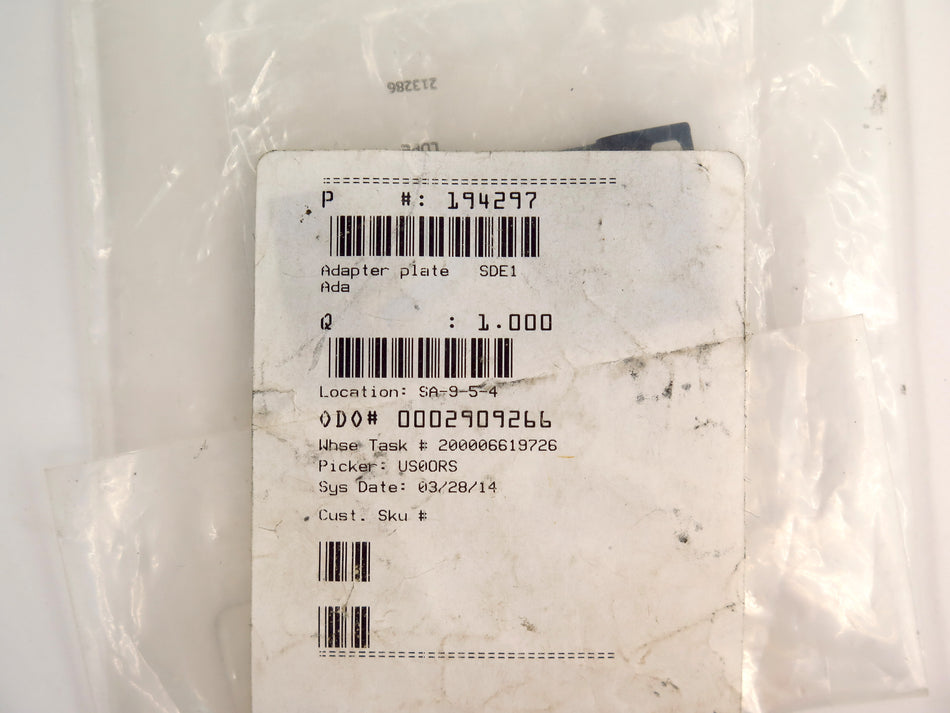 213286
P #: 194297
Adapter plate SDE1
Ada
Q : 1.000
Location: SA-9-5-4
ODO# 0002909266
Whse Task # 200006619726
Picker: US0ORS
Sys Date: 03/28/14
Cust. Sku #